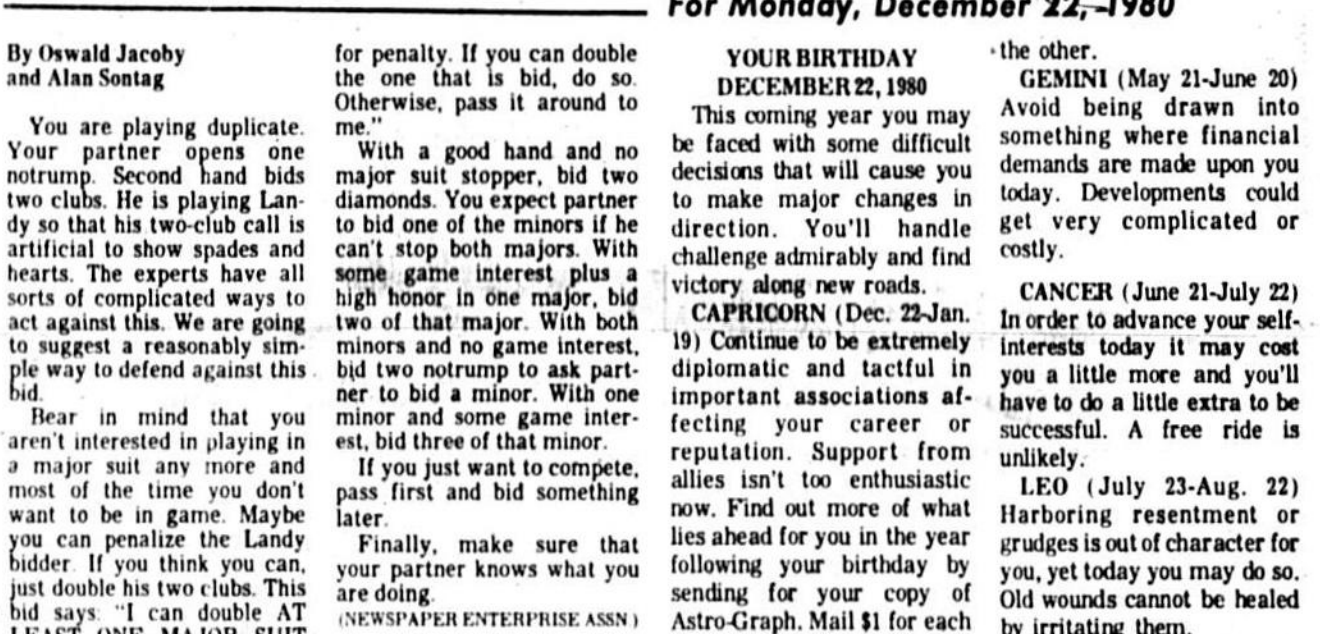 For Monday, December 22, 1980
By Oswald Jacoby
and Alan Sontag
You are playing duplicate.
Your partner opens one
notrump. Second hand bids
two clubs. He is playing Lan-
dy so that his two-club call is
artificial to show spades and
hearts. The experts have all
sorts of complicated ways to
act against this. We are going
to suggest a reasonably sim-
ple way to defend against this
bid.
Bear in mind that you
aren't interested in playing in
a major suit any more and
most of the time you don't
want to be in game. Maybe
you can penalize the Landy
bidder. If you think you can,
just double his two clubs. This
bid says: "I can double AT
LEAST ONE MAJOR SUIT
for penalty. If you can double
the one that is bid, do so.
Otherwise, pass it around to
me."
With a good hand and no
major suit stopper, bid two
diamonds. You expect partner
to bid one of the minors if he
can't stop both majors. With
some game interest plus a
high honor in one major, bid
two of that major. With both
minors and no game interest,
bid two notrump to ask part-
ner to bid a minor. With one
minor and some game inter-
est, bid three of that minor.
If you just want to compete,
pass first and bid something
later.
Finally, make sure that
your partner knows what you
are doing.
(NEWSPAPER ENTERPRISE ASSN.)
YOUR BIRTHDAY
DECEMBER 22, 1980
This coming year you may
be faced with some difficult
decisions that will cause you
to make major changes in
direction. You'll handle
challenge admirably and find
victory along new roads.
CAPRICORN (Dec. 22-Jan.
19) Continue to be extremely
diplomatic and tactful in
important associations af-
fecting your career or
reputation. Support from
allies isn't too enthusiastic
now. Find out more of what
lies ahead for you in the year
following your birthday by
sending for your copy of
Astro-Graph. Mail $1 for each
the other.
GEMINI (May 21-June 20)
Avoid being drawn into
something where financial
demands are made upon you
today. Developments could
get very complicated or
costly.
CANCER (June 21-July 22)
In order to advance your self-
interests today it may cost
you a little more and you'll
have to do a little extra to be
successful. A free ride is
unlikely.
LEO (July 23-Aug. 22)
Harboring resentment or
grudges is out of character for
you, yet today you may do so.
Old wounds cannot be healed
by irritating them.